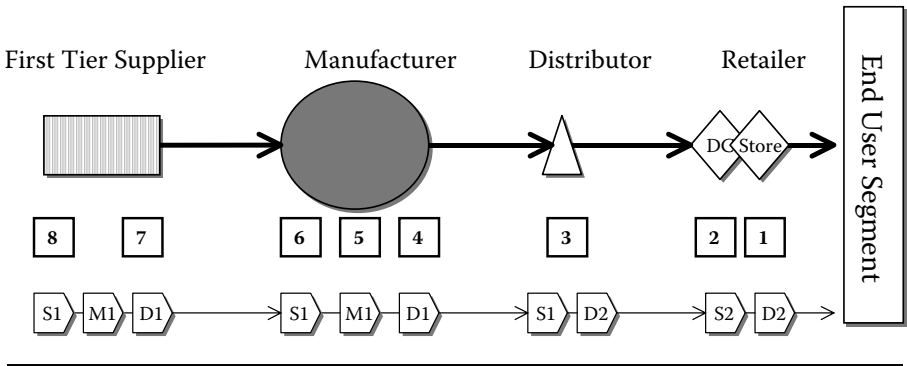 First Tier Supplier Manufacturer Distributor Retailer
DC Store
End User Segment
8 7 6 5 4 3 2 1
S1 M1 D1 S1 M1 D1 S1 D2 S2 D2